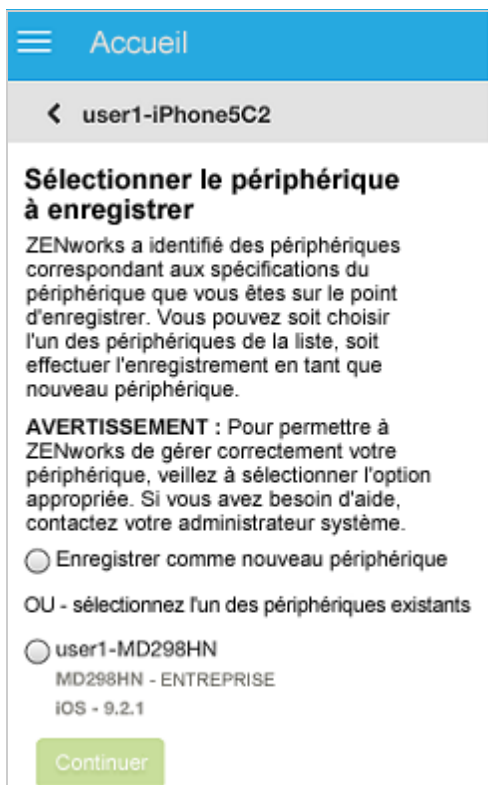 Accueil
user1-iPhone5C2
Sélectionner le périphérique
à enregistrer
ZENworks a identifié des périphériques
correspondant aux spécifications du
périphérique que vous êtes sur le point
d'enregistrer. Vous pouvez soit choisir
l'un des périphériques de la liste, soit
effectuer l'enregistrement en tant que
nouveau périphérique.
AVERTISSEMENT : Pour permettre à
ZENworks de gérer correctement votre
périphérique, veillez à sélectionner l'option
appropriée. Si vous avez besoin d'aide,
contactez votre administrateur système.
Enregistrer comme nouveau périphérique
OU - sélectionnez l'un des périphériques existants
user1-MD298HN
MD298HN - ENTREPRISE
iOS - 9.2.1
Continuer